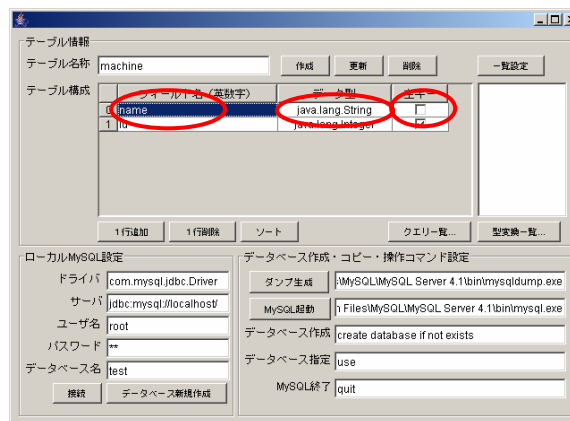 テーブル情報
テーブル名称 machine 作成 更新 削除 一覧設定
テーブル構成 フィールド名（英数字） データ型 主キー
0 name java.lang.String
1 id java.lang.Integer
1行追加 1行削除 ソート クエリ一覧... 型変換一覧...
ローカルMySQL設定
ドライバ com.mysql.jdbc.Driver
サーバ jdbc:mysql://localhost/
ユーザ名 root
パスワード **
データベース名 test
接続 データベース新規作成
データベース作成・コピー・操作コマンド設定
ダンプ生成 :\MySQL\MySQL Server 4.1\bin\mysqldump.exe
MySQL起動 n Files\MySQL\MySQL Server 4.1\bin\mysql.exe
データベース作成 create database if not exists
データベース指定 use
MySQL終了 quit